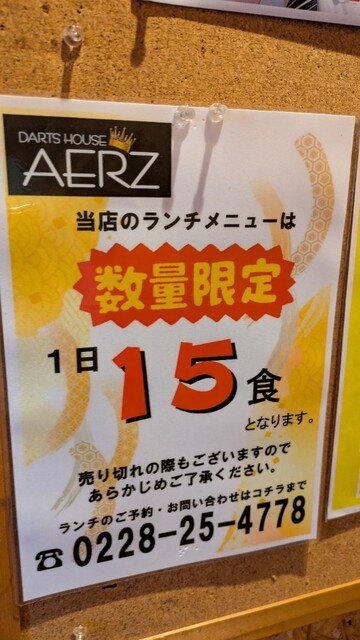 DARTS HOUSE
AERZ
当店のランチメニューは
数量限定
1日15食
となります。
売り切れの際もございますので
あらかじめご了承ください。
ランチのご予約・お問い合わせはコチラまで
☎0228-25-4778